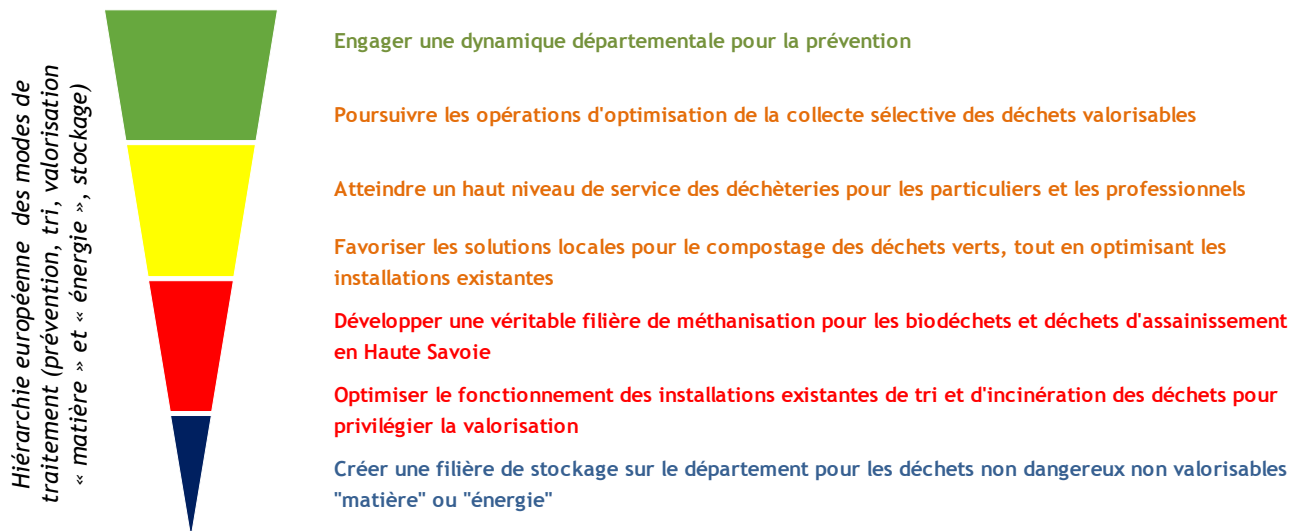 Hiérarchie européenne des modes de
traitement (prévention, tri, valorisation
« matière » et « énergie », stockage)
Engager une dynamique départementale pour la prévention
Poursuivre les opérations d'optimisation de la collecte sélective des déchets valorisables
Atteindre un haut niveau de service des déchèteries pour les particuliers et les professionnels
Favoriser les solutions locales pour le compostage des déchets verts, tout en optimisant les
installations existantes
Développer une véritable filière de méthanisation pour les biodéchets et déchets d'assainissement
en Haute Savoie
Optimiser le fonctionnement des installations existantes de tri et d'incinération des déchets pour
privilégier la valorisation
Créer une filière de stockage sur le département pour les déchets non dangereux non valorisables
"matière" ou "énergie"